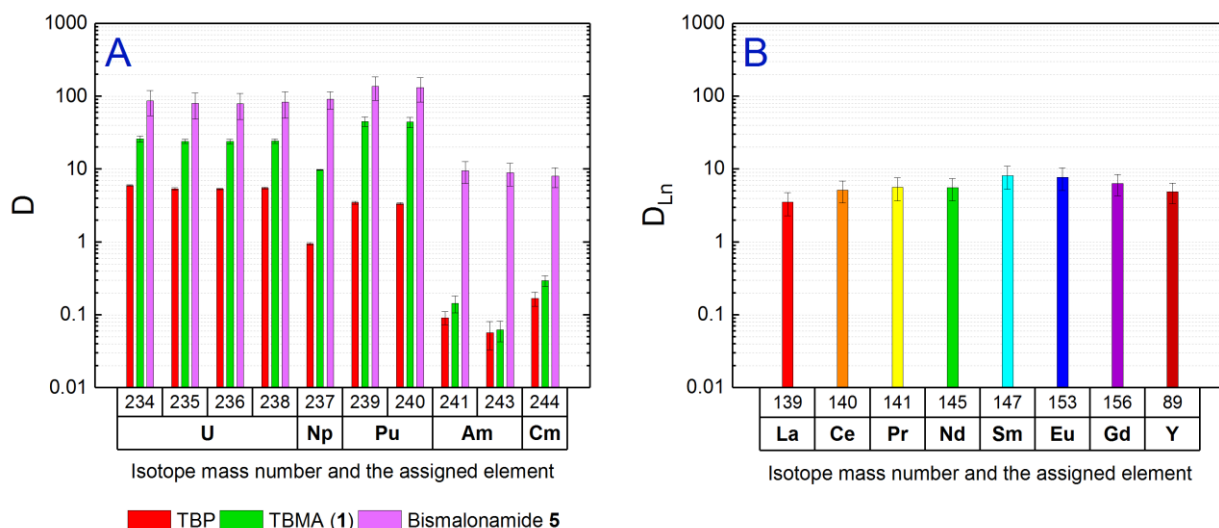 A
1000
100
10
1
0.1
0.01
D
234 235 236 238 237 239 240 241 243 244
U Np Pu Am Cm
Isotope mass number and the assigned element
TBP TBMA (1) Bismalonamide 5
B
1000
100
10
1
0.1
0.01
D_Ln
139 140 141 145 147 153 156 89
La Ce Pr Nd Sm Eu Gd Y
Isotope mass number and the assigned element